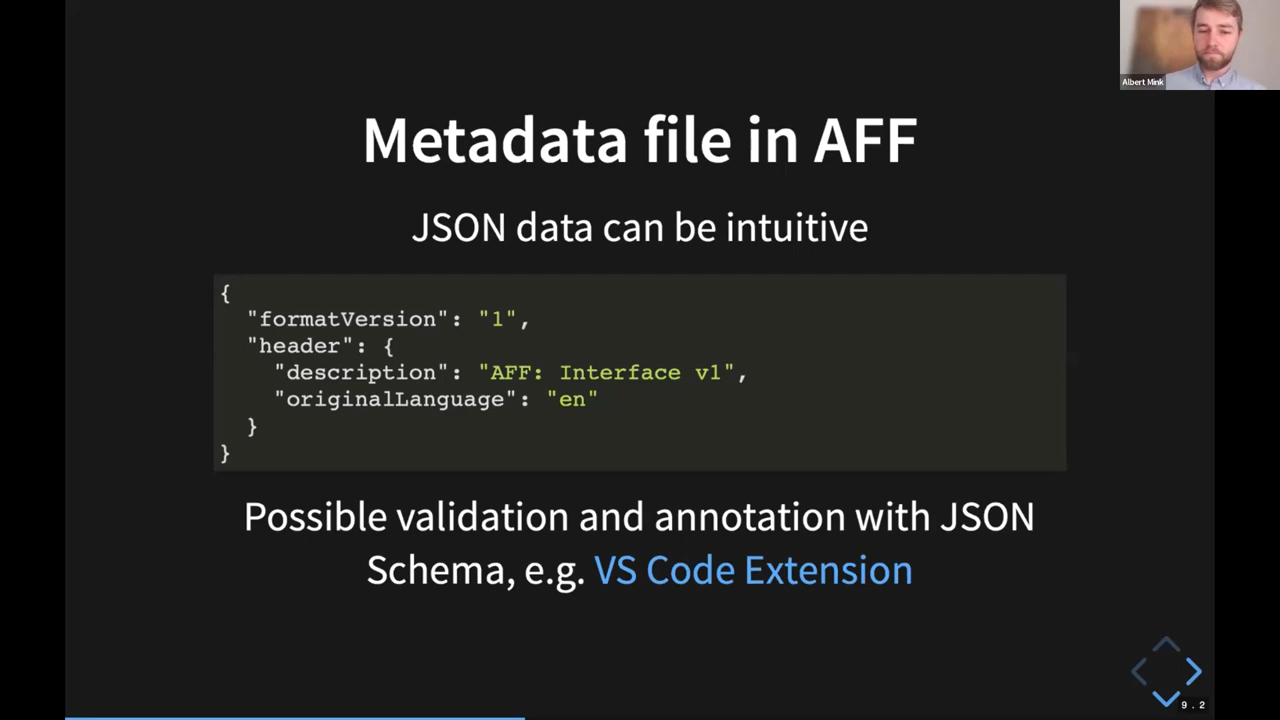 Albert Mink
Metadata file in AFF
JSON data can be intuitive
{
"formatVersion": "1",
"header": {
"description": "AFF: Interface v1",
"originalLanguage": "en"
}
}
Possible validation and annotation with JSON
Schema, e.g. VS Code Extension
9.2